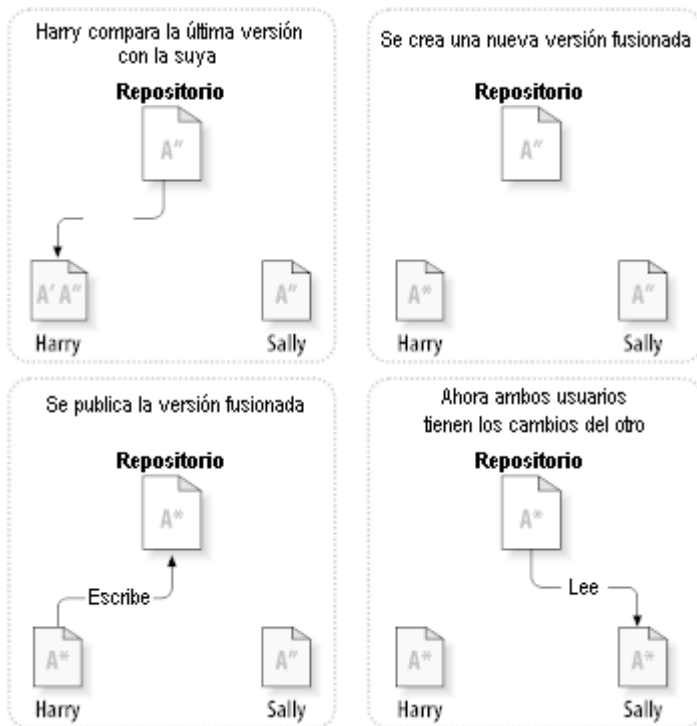 Harry compara la última versión
con la suya
Repositorio
A"
A' A"
Harry
A"
Sally
Se crea una nueva versión fusionada
Repositorio
A"
A*
Harry
A"
Sally
Se publica la versión fusionada
Repositorio
A*
Escribe
A*
Harry
A"
Sally
Ahora ambos usuarios
tienen los cambios del otro
Repositorio
A*
Lee
A*
Harry
A*
Sally